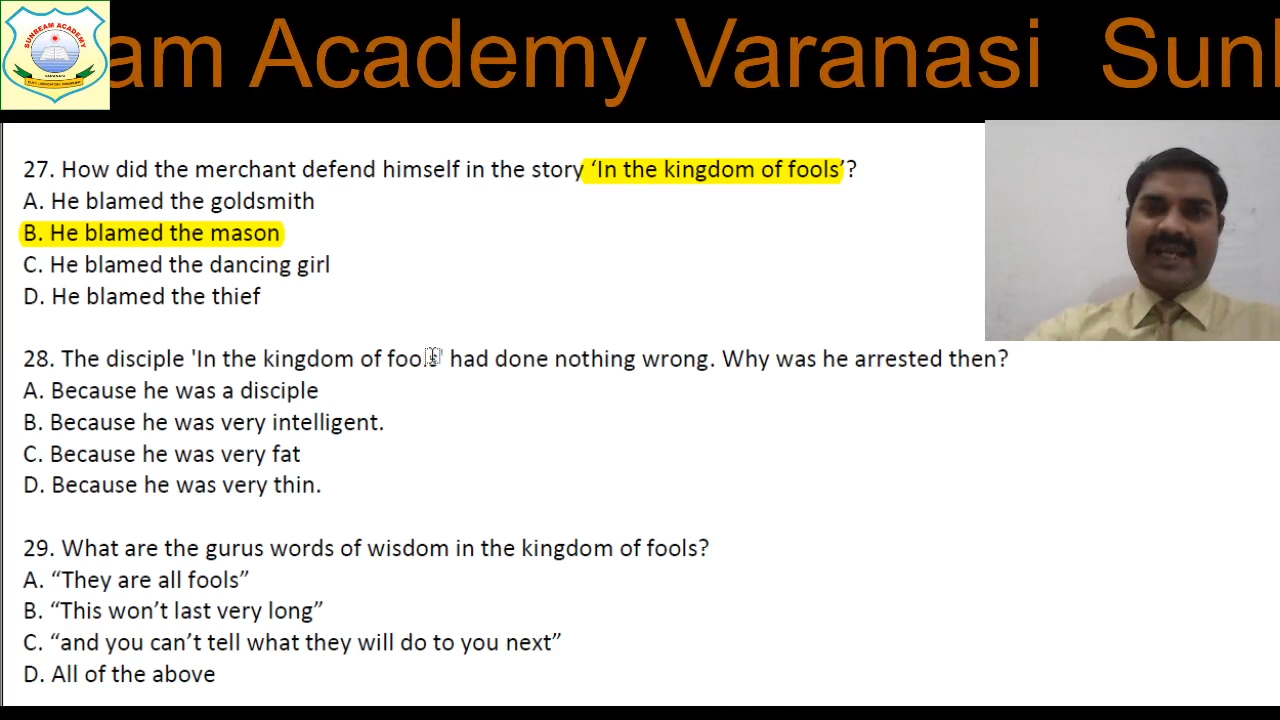 SUNBEAM ACADEMY
VARANASI
am Academy Varanasi Sun
27. How did the merchant defend himself in the story ‘In the kingdom of fools’?
A. He blamed the goldsmith
B. He blamed the mason
C. He blamed the dancing girl
D. He blamed the thief
28. The disciple 'In the kingdom of fools' had done nothing wrong. Why was he arrested then?
A. Because he was a disciple
B. Because he was very intelligent.
C. Because he was very fat
D. Because he was very thin.
29. What are the gurus words of wisdom in the kingdom of fools?
A. “They are all fools”
B. “This won’t last very long”
C. “and you can’t tell what they will do to you next”
D. All of the above